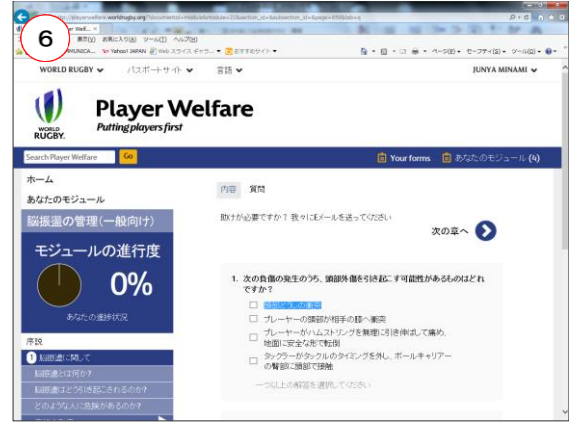 6
WORLD RUGBY
パスポートサイト
言語
JUNYA MINAMI
WORLD
RUGBY.
Player Welfare
Putting players first
Search Player Welfare
Go
Your forms
あなたのモジュール (4)
ホーム
あなたのモジュール
脳振盪の管理(一般向け)
モジュールの進行度
0%
あなたの進捗状況
序説
1 脳振盪に関して
脳振盪とは何か?
脳振盪はどう引き起こされるのか?
どのような人に危険があるのか?
内容 質問
助けが必要ですか? 我々にEメールを送ってください
次の章へ
1. 次の負傷の発生のうち、頭部外傷を引き起こす可能性があるものはどれ
ですか?
頭部どうしの衝突
プレーヤーの頭部が相手の膝へ衝突
プレーヤーがハムストリングを無理に引き伸ばして痛め、
地面に安全な形で転倒
タックラーがタックルのタイミングを外し、ボールキャリアー
の臀部に頭部で接触
一つ以上の解答を選択してください